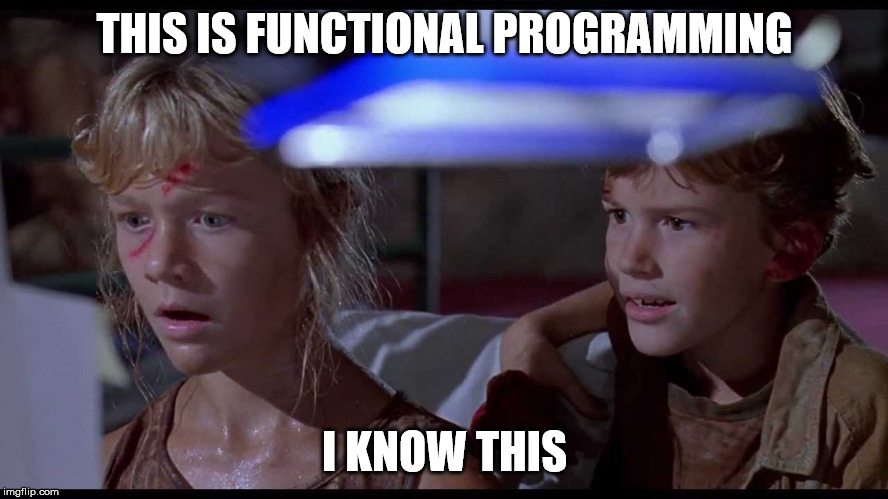 THIS IS FUNCTIONAL PROGRAMMING
I KNOW THIS
imgflip.com